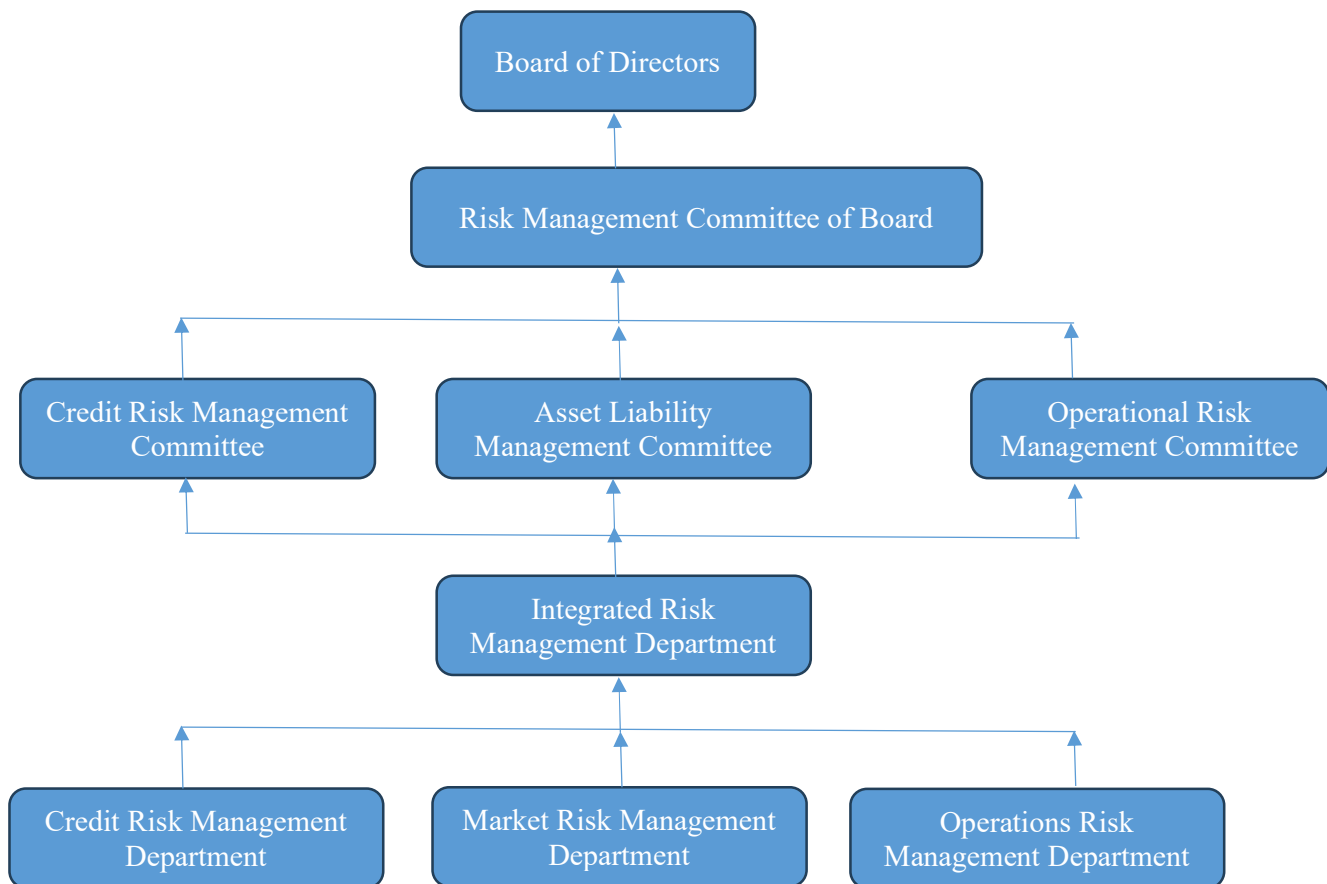 Board of Directors
Risk Management Committee of Board
Credit Risk Management
Committee
Asset Liability
Management Committee
Operational Risk
Management Committee
Integrated Risk
Management Department
Credit Risk Management
Department
Market Risk Management
Department
Operations Risk
Management Department